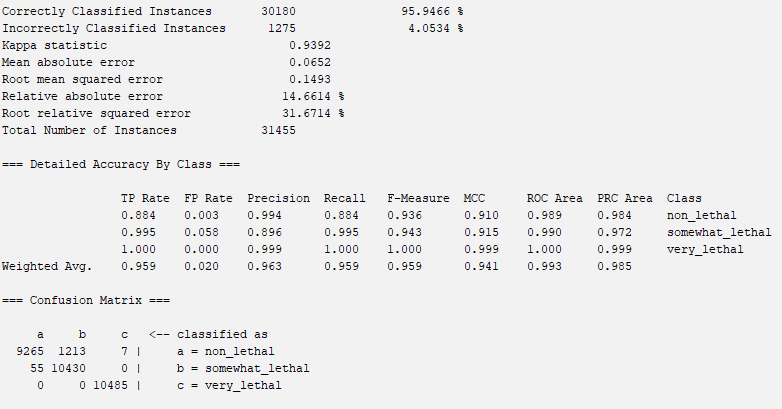 Correctly Classified Instances       30180               95.9466 %
Incorrectly Classified Instances      1275                4.0534 %
Kappa statistic                          0.9392
Mean absolute error                      0.0652
Root mean squared error                  0.1493
Relative absolute error                 14.6614 %
Root relative squared error             31.6714 %
Total Number of Instances            31455
=== Detailed Accuracy By Class ===
TP Rate  FP Rate  Precision  Recall   F-Measure  MCC      ROC Area  PRC Area  Class
0.884    0.003    0.994      0.884    0.936      0.910    0.989     0.984     non_lethal
0.995    0.058    0.896      0.995    0.943      0.915    0.990     0.972     somewhat_lethal
1.000    0.000    0.999      1.000    1.000      0.999    1.000     0.999     very_lethal
Weighted Avg.    0.959    0.020    0.963      0.959    0.959      0.941    0.993     0.985
=== Confusion Matrix ===
a     b     c   <-- classified as
9265  1213     7 |     a = non_lethal
55 10430     0 |     b = somewhat_lethal
0     0 10485 |     c = very_lethal